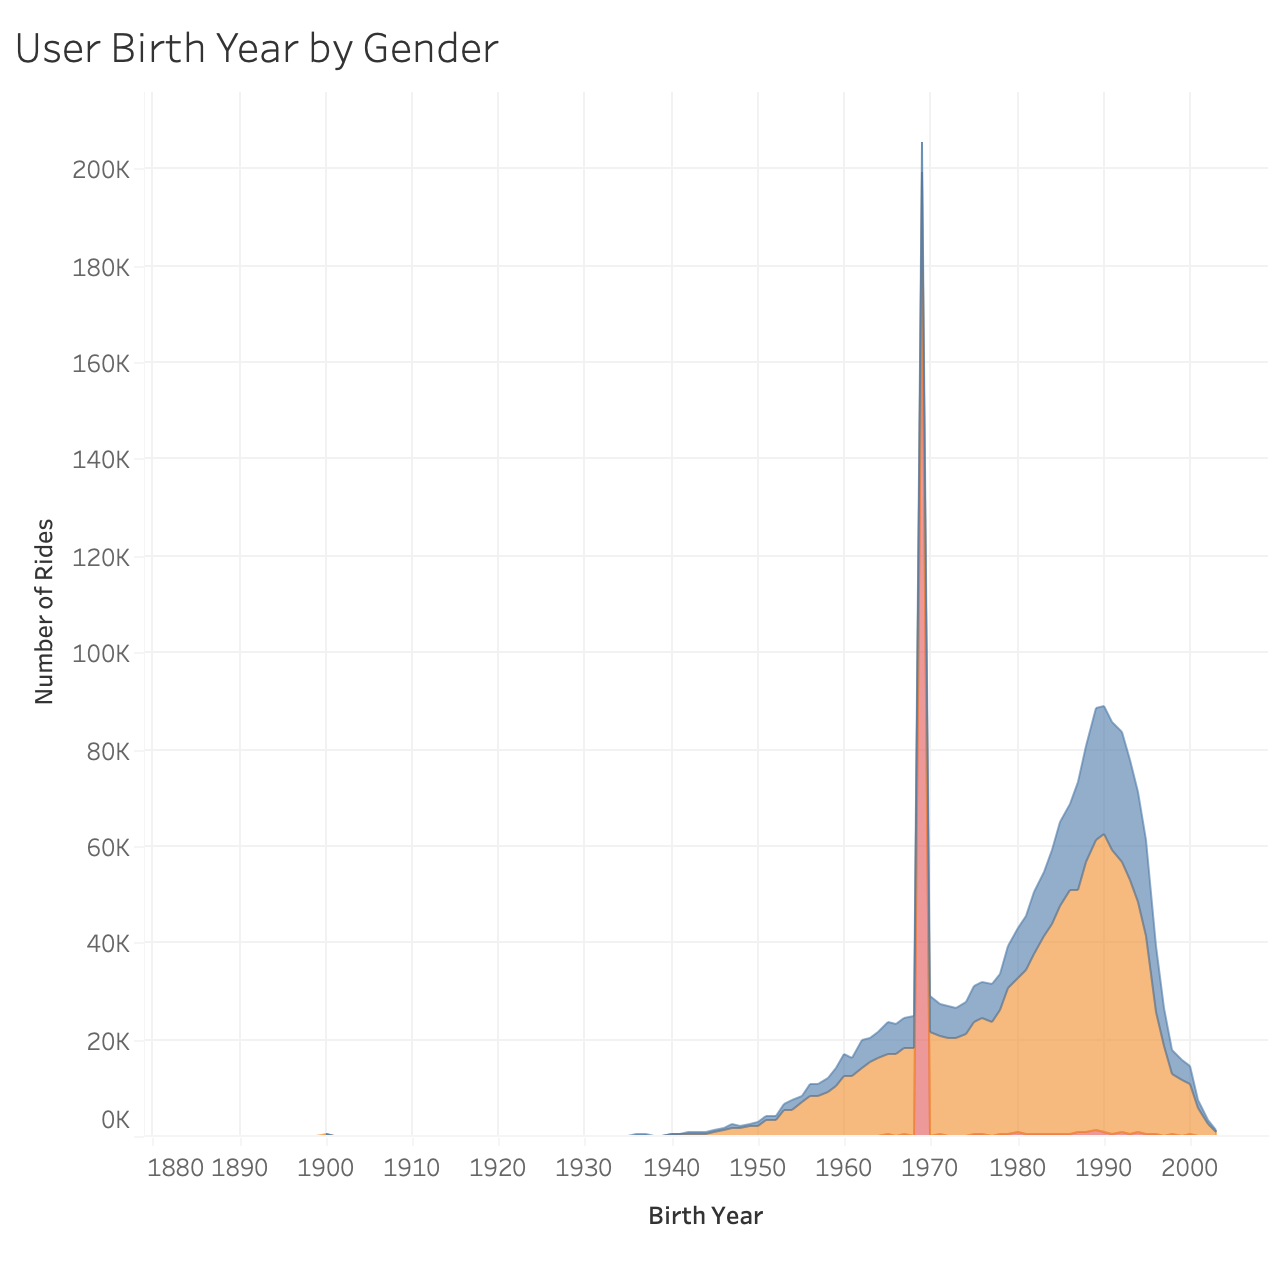 User Birth Year by Gender
200K
180K
160K
140K
120K
100K
80K
60K
40K
20K
0K
Number of Rides
1880 1890 1900 1910 1920 1930 1940 1950 1960 1970 1980 1990 2000
Birth Year